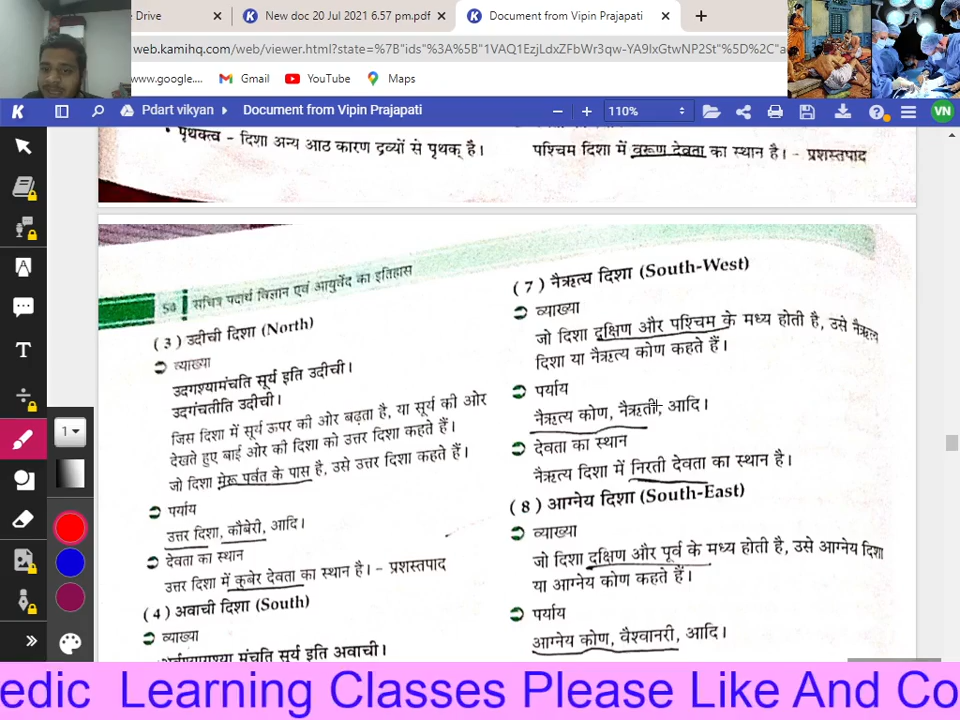 Drive
New doc 20 Jul 2021 6.57 pm.pdf
Document from Vipin Prajapati
web.kamihq.com/web/viewer.html?state=%7B"ids"%3A%5B"1VAQ1EzjLdxZFbWr3qw-YA9lxGtwNP2St"%5D%2C"a
www.google....
Gmail
YouTube
Maps
Pdart vikyan
Document from Vipin Prajapati
110%
VN
• पृथक्त्व – दिशा अन्य आठ कारण द्रव्यों से पृथक् है।
पश्चिम दिशा में वरूण देवता का स्थान है। – प्रशस्तपाद
50 सचित्र पदार्थ विज्ञान एवं आयुर्वेद का इतिहास
(3) उदीची दिशा (North)
व्याख्या
उदगश्यामंचति सूर्य इति उदीची।
उदगंचतीति उदीची।
जिस दिशा में सूर्य ऊपर की ओर बढ़ता है, या सूर्य की ओर
देखते हुए बाई ओर की दिशा को उत्तर दिशा कहते हैं।
जो दिशा मेरू पर्वत के पास है, उसे उत्तर दिशा कहते हैं।
पर्याय
उत्तर दिशा, कौबेरी, आदि।
देवता का स्थान
उत्तर दिशा में कुबेर देवता का स्थान है। – प्रशस्तपाद
(4) अवाची दिशा (South)
व्याख्या
मंचति सूर्य इति अवाची।
(7) नैऋत्य दिशा (South-West)
व्याख्या
जो दिशा दक्षिण और पश्चिम के मध्य होती है, उसे नैऋत्य
दिशा या नैऋत्य कोण कहते हैं।
पर्याय
नैऋत्य कोण, नैऋती, आदि।
देवता का स्थान
नैऋत्य दिशा में निरती देवता का स्थान है।
(8) आग्नेय दिशा (South-East)
व्याख्या
जो दिशा दक्षिण और पूर्व के मध्य होती है, उसे आग्नेय दिशा
या आग्नेय कोण कहते हैं।
पर्याय
आग्नेय कोण, वैश्वानरी, आदि।
1
edic Learning Classes Please Like And Co